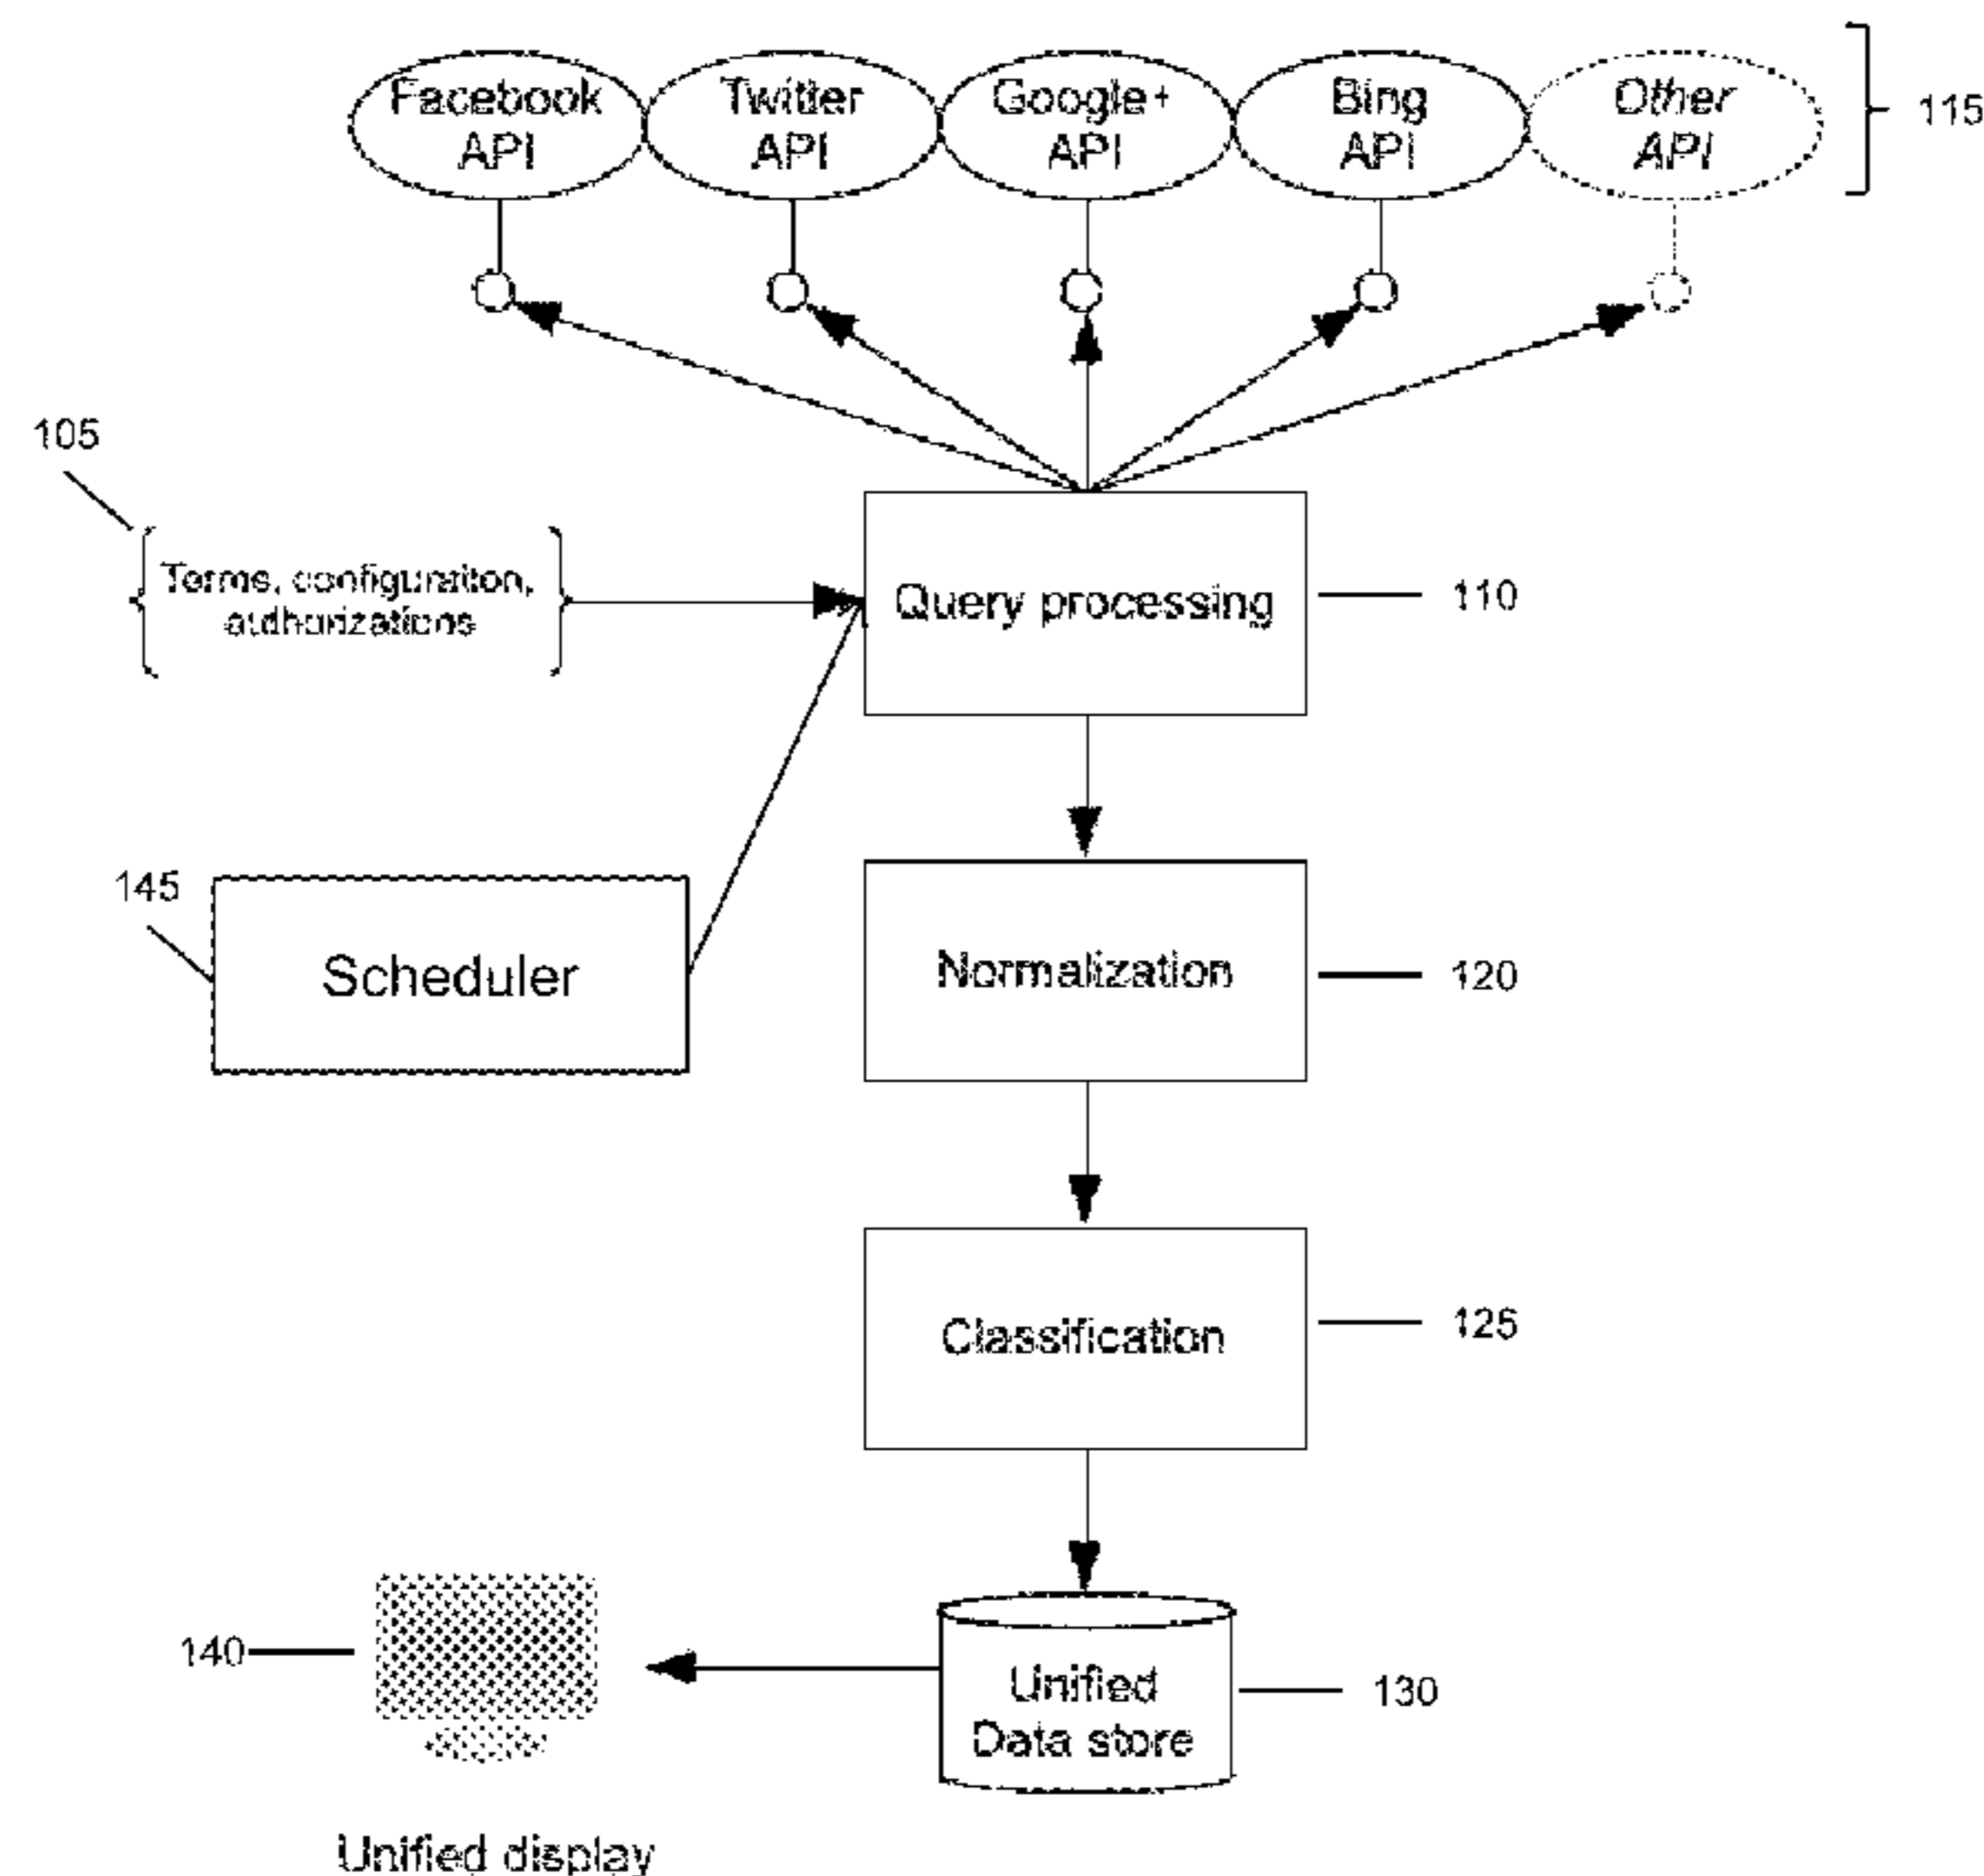 Facebook
API
Twitter
API
Google+
API
Bing
API
Other
API
115
105
Terms, configuration,
authorizations
Query processing
110
145
Scheduler
Normalization
120
Classification
125
140
Unified
Data store
130
Unified display